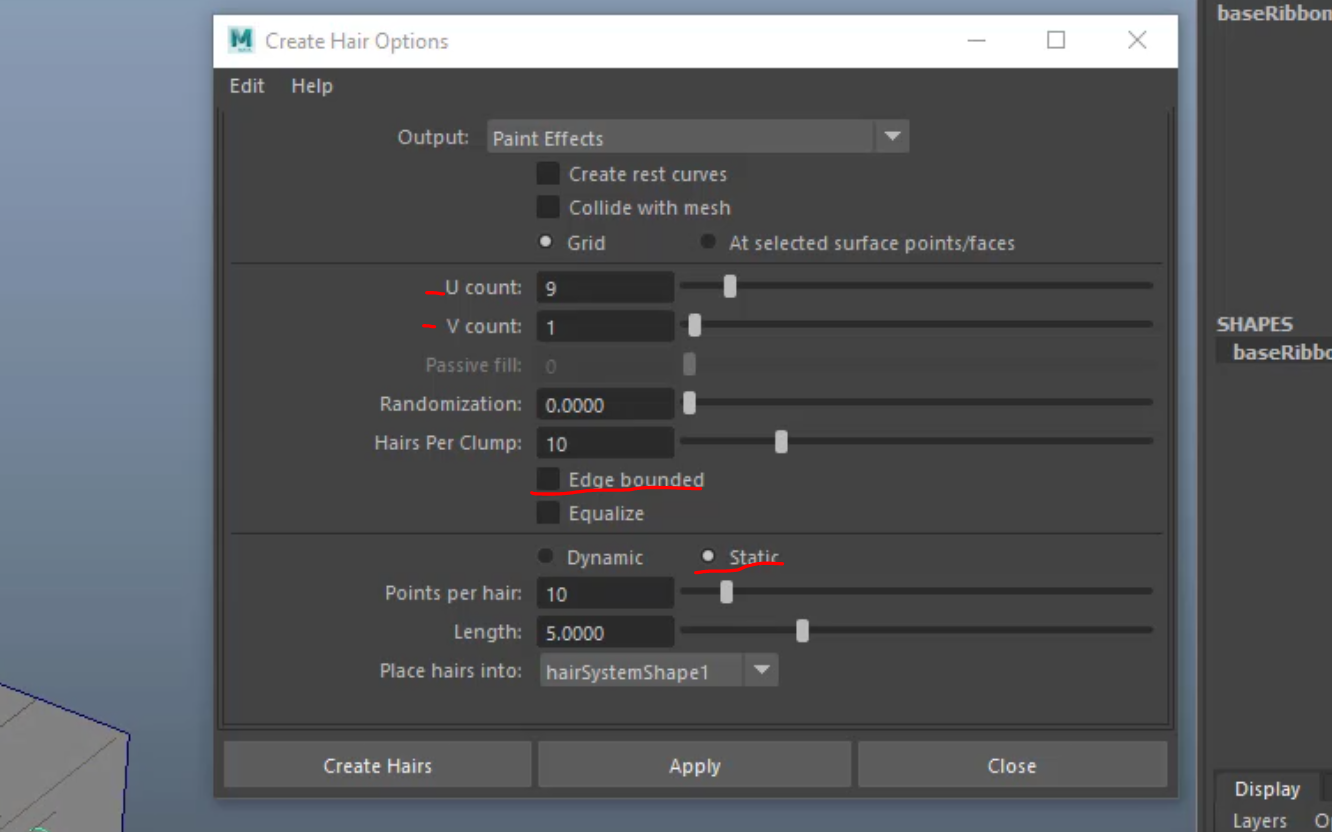 baseRibbon
Create Hair Options
Edit Help
Output: Paint Effects
Create rest curves
Collide with mesh
Grid At selected surface points/faces
U count: 9
V count: 1
SHAPES
baseRibbo
Passive fill: 0
Randomization: 0.0000
Hairs Per Clump: 10
Edge bounded
Equalize
Dynamic Static
Points per hair: 10
Length: 5.0000
Place hairs into: hairSystemShape1
Create Hairs Apply Close
Display
Layers O